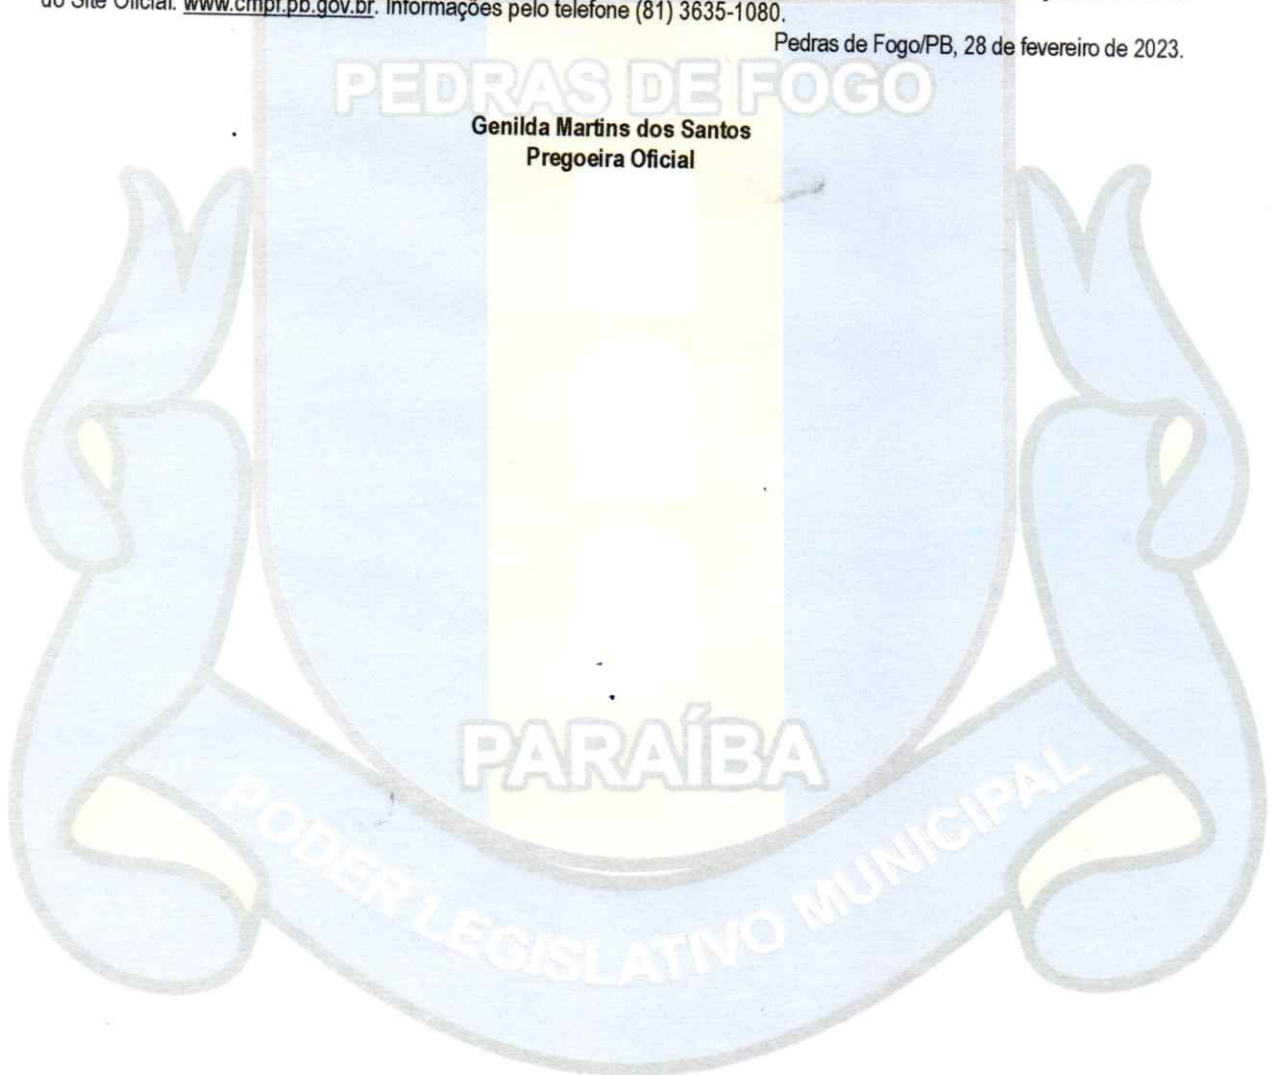 do Site Oficial: www.cmpf.pb.gov.br. Informações pelo telefone (81) 3635-1080.
Pedras de Fogo/PB, 28 de fevereiro de 2023.
PEDRAS DE FOGO
Genilda Martins dos Santos
Pregoeira Oficial
PARAÍBA
PODER LEGISLATIVO MUNICIPAL